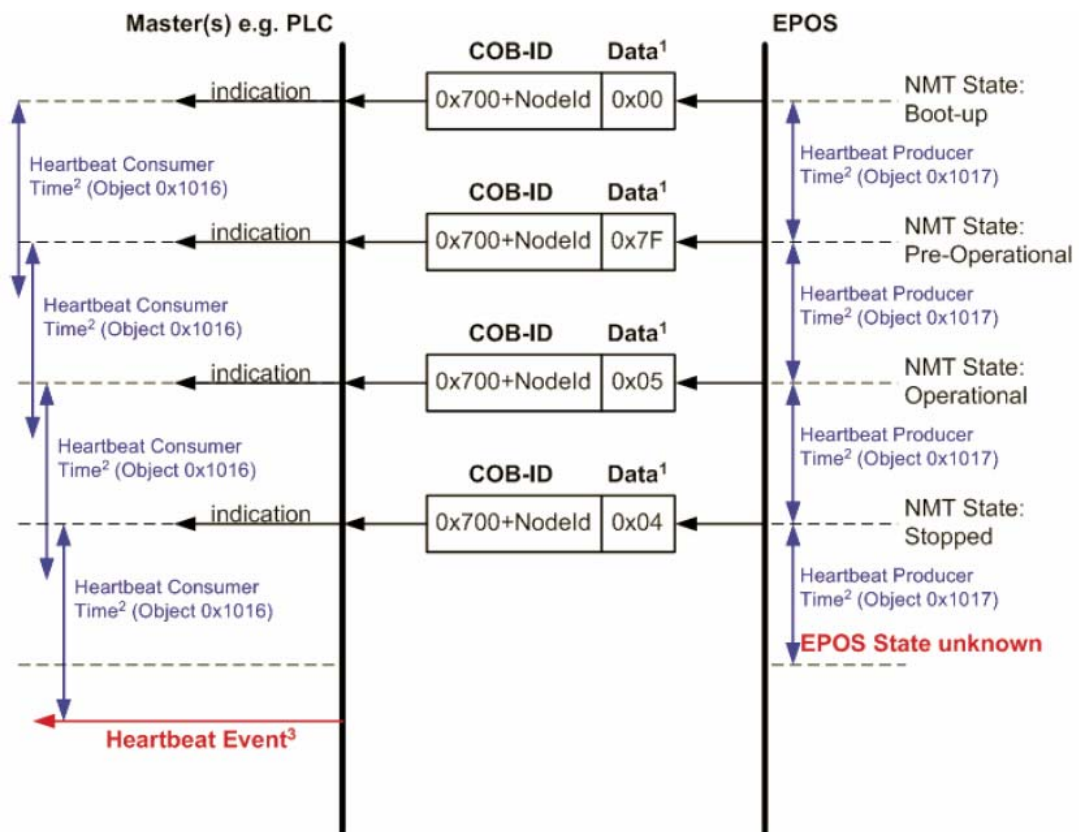 Master(s) e.g. PLC
EPOS
COB-ID Data¹
indication
0x700+NodeId 0x00
NMT State:
Boot-up
Heartbeat Consumer
Time² (Object 0x1016)
Heartbeat Producer
Time² (Object 0x1017)
COB-ID Data¹
indication
0x700+NodeId 0x7F
NMT State:
Pre-Operational
Heartbeat Consumer
Time² (Object 0x1016)
Heartbeat Producer
Time² (Object 0x1017)
COB-ID Data¹
indication
0x700+NodeId 0x05
NMT State:
Operational
Heartbeat Consumer
Time² (Object 0x1016)
Heartbeat Producer
Time² (Object 0x1017)
COB-ID Data¹
indication
0x700+NodeId 0x04
NMT State:
Stopped
Heartbeat Consumer
Time² (Object 0x1016)
Heartbeat Producer
Time² (Object 0x1017)
EPOS State unknown
Heartbeat Event³